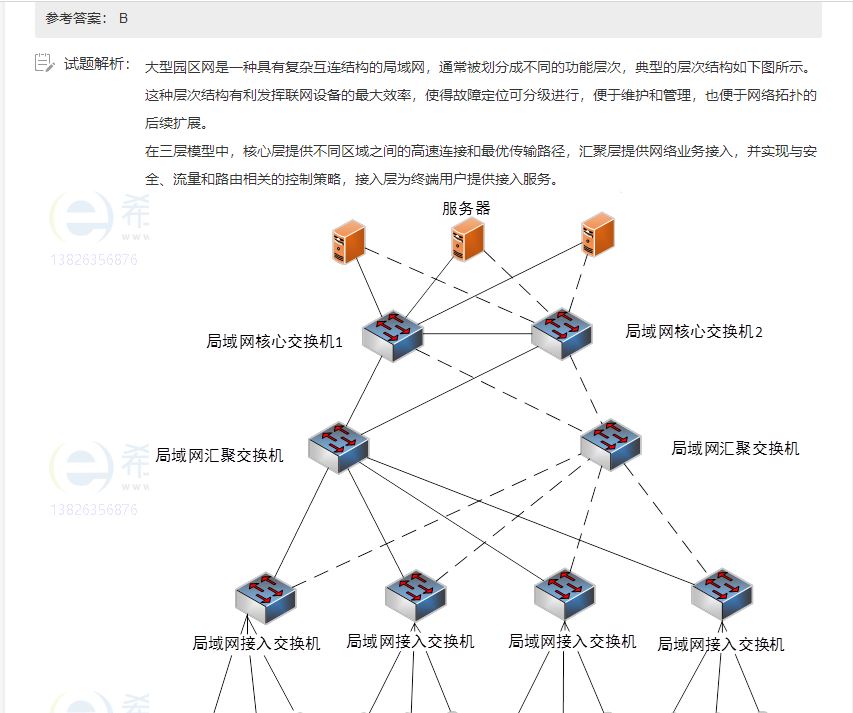 参考答案： B
试题解析：
大型园区网是一种具有复杂互连结构的局域网，通常被划分成不同的功能层次，典型的层次结构如下图所示。
这种层次结构有利发挥联网设备的最大效率，使得故障定位可分级进行，便于维护和管理，也便于网络拓扑的
后续扩展。
在三层模型中，核心层提供不同区域之间的高速连接和最优传输路径，汇聚层提供网络业务接入，并实现与安
全、流量和路由相关的控制策略，接入层为终端用户提供接入服务。
希
www
13826356876
服务器
局域网核心交换机1
局域网核心交换机2
局域网汇聚交换机
局域网汇聚交换机
希
www
13826356876
局域网接入交换机
局域网接入交换机
局域网接入交换机
局域网接入交换机
希